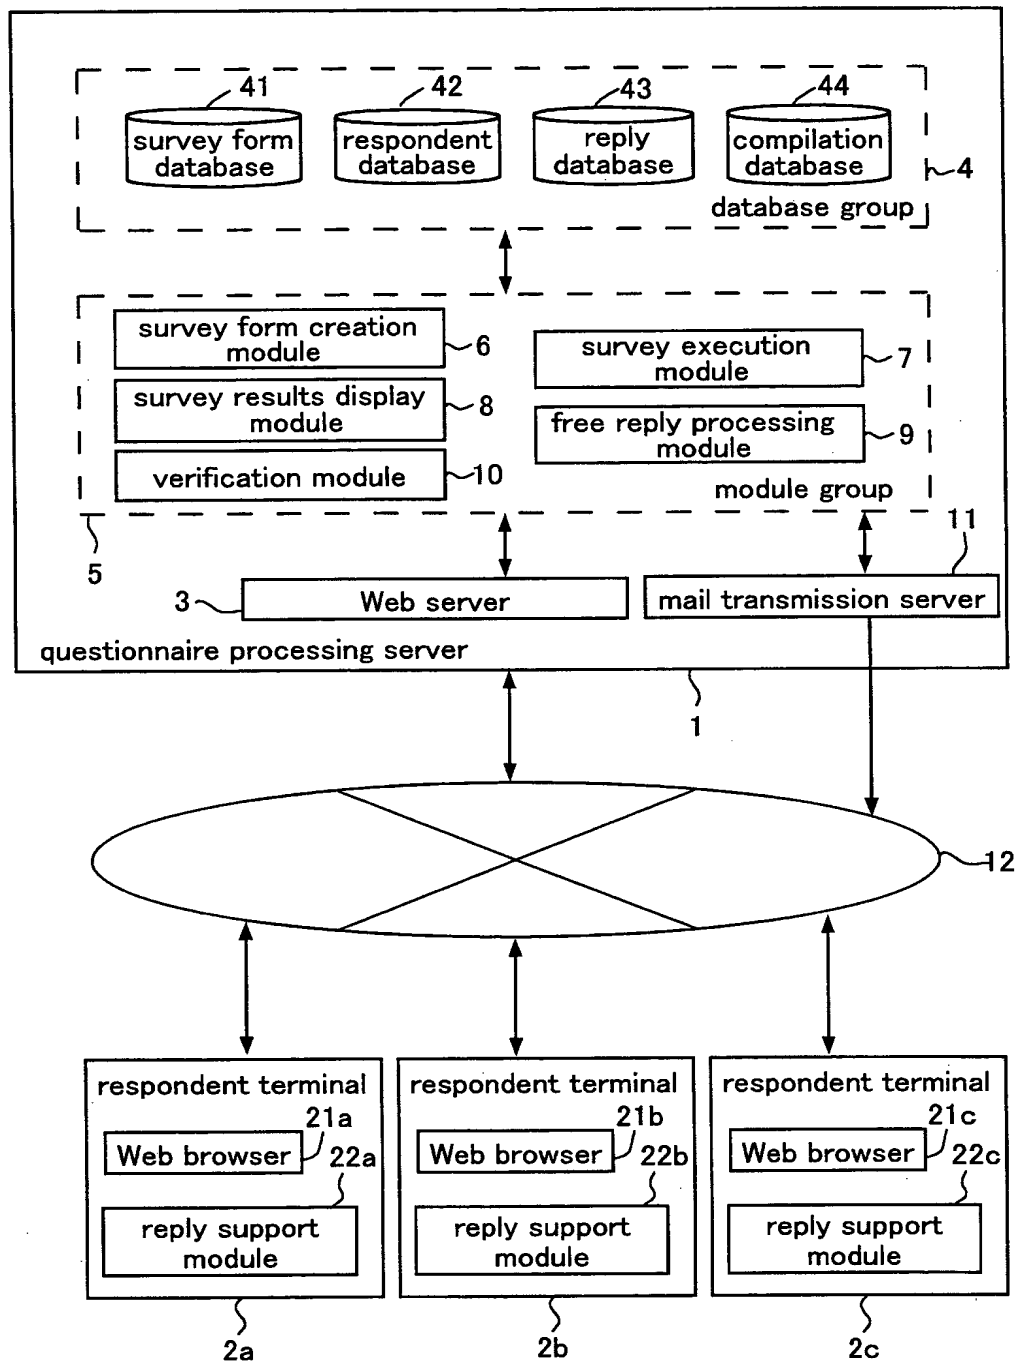 41
42
43
44
survey form
database
respondent
database
reply
database
compilation
database
4
database group
survey form creation
module
6
survey execution
module
7
survey results display
module
8
free reply processing
module
9
verification module
10
module group
5
11
3
Web server
mail transmission server
questionnaire processing server
1
12
respondent terminal
21a
Web browser
22a
reply support
module
2a
respondent terminal
21b
Web browser
22b
reply support
module
2b
respondent terminal
21c
Web browser
22c
reply support
module
2c